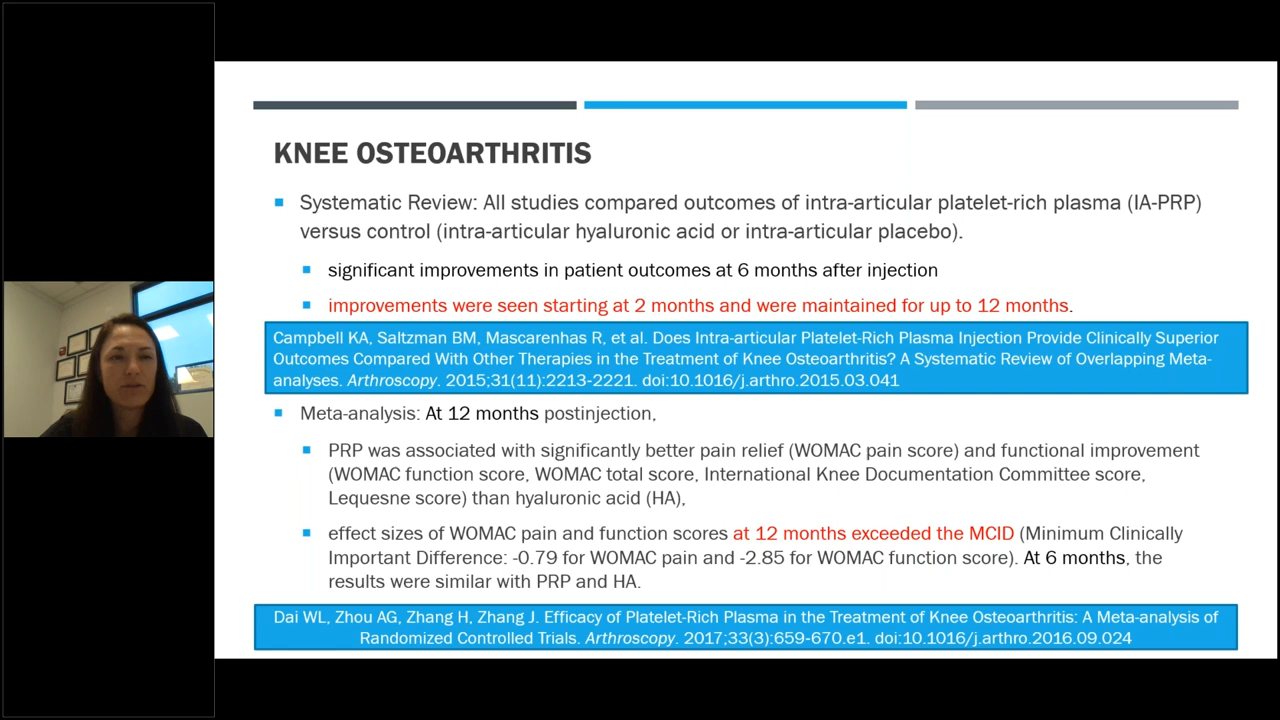 KNEE OSTEOARTHRITIS
Systematic Review: All studies compared outcomes of intra-articular platelet-rich plasma (IA-PRP)
versus control (intra-articular hyaluronic acid or intra-articular placebo).
significant improvements in patient outcomes at 6 months after injection
improvements were seen starting at 2 months and were maintained for up to 12 months.
Campbell KA, Saltzman BM, Mascarenhas R, et al. Does Intra-articular Platelet-Rich Plasma Injection Provide Clinically Superior
Outcomes Compared With Other Therapies in the Treatment of Knee Osteoarthritis? A Systematic Review of Overlapping Meta-
analyses. Arthroscopy. 2015;31(11):2213-2221. doi:10.1016/j.arthro.2015.03.041
Meta-analysis: At 12 months postinjection,
PRP was associated with significantly better pain relief (WOMAC pain score) and functional improvement
(WOMAC function score, WOMAC total score, International Knee Documentation Committee score,
Lequesne score) than hyaluronic acid (HA),
effect sizes of WOMAC pain and function scores at 12 months exceeded the MCID (Minimum Clinically
Important Difference: -0.79 for WOMAC pain and -2.85 for WOMAC function score). At 6 months, the
results were similar with PRP and HA.
Dai WL, Zhou AG, Zhang H, Zhang J. Efficacy of Platelet-Rich Plasma in the Treatment of Knee Osteoarthritis: A Meta-analysis of
Randomized Controlled Trials. Arthroscopy. 2017;33(3):659-670.e1. doi:10.1016/j.arthro.2016.09.024